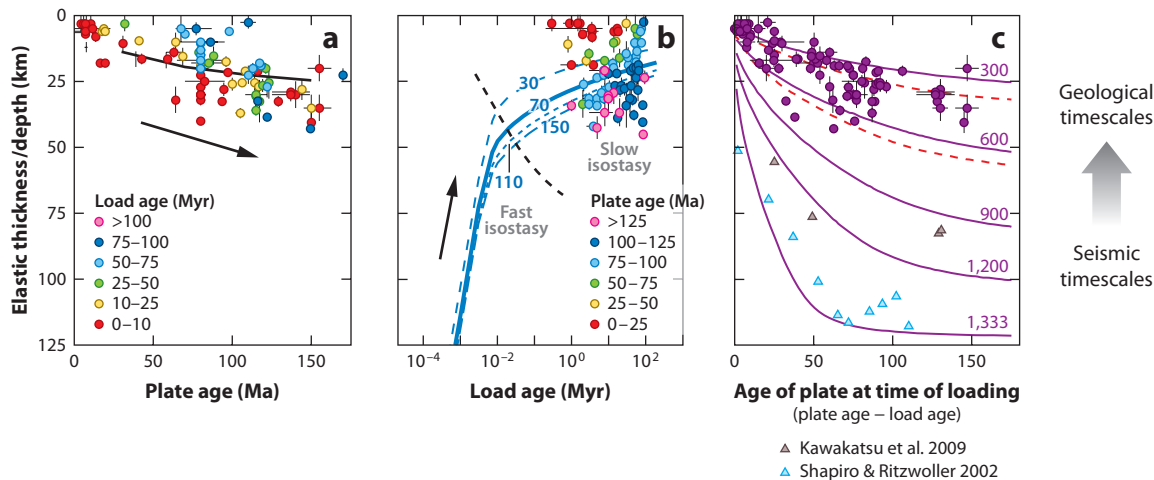 Elastic thickness/depth (km)
0
25
50
75
100
125
a
Load age (Myr)
>100
75–100
50–75
25–50
10–25
0–10
0 50 100 150
Plate age (Ma)
b
30
70
150
110
Slow
isostasy
Fast
isostasy
Plate age (Ma)
>125
100–125
75–100
50–75
25–50
0–25
10⁻⁴ 10⁻² 10⁰ 10²
Load age (Myr)
c
300
600
900
1,200
1,333
0 50 100 150
Age of plate at time of loading
(plate age – load age)
Kawakatsu et al. 2009
Shapiro & Ritzwoller 2002
Geological
timescales
Seismic
timescales